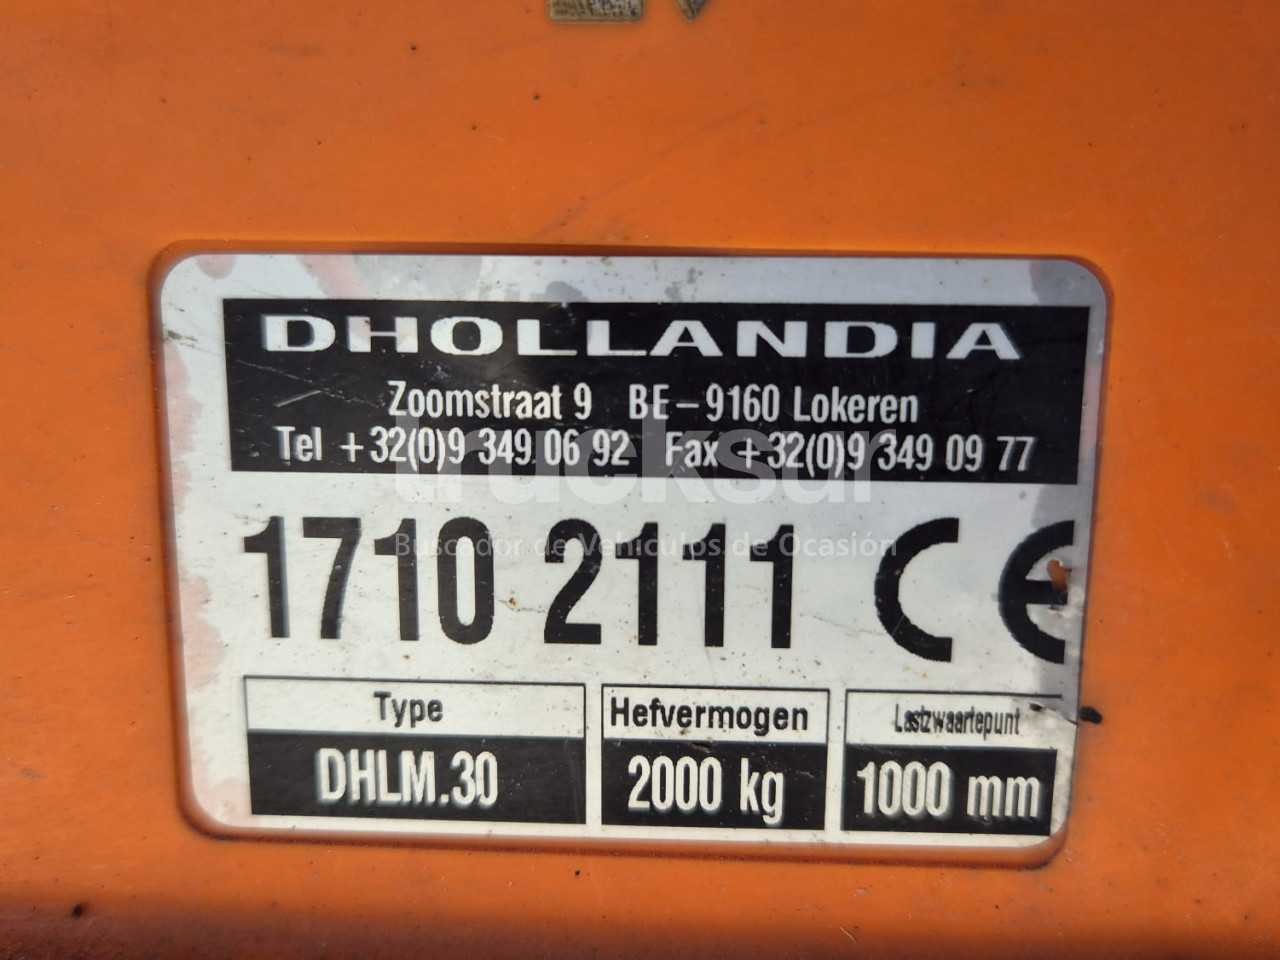 DHOLLANDIA
Zoomstraat 9 BE-9160 Lokeren
Tel +32(0)9 349 06 92 Fax +32(0)9 349 09 77
trucksur
1710 2111 CE
Buscador de Vehículos de Ocasión
Type Hefvermogen Lastzwaartepunt
DHLM.30 2000 kg 1000 mm